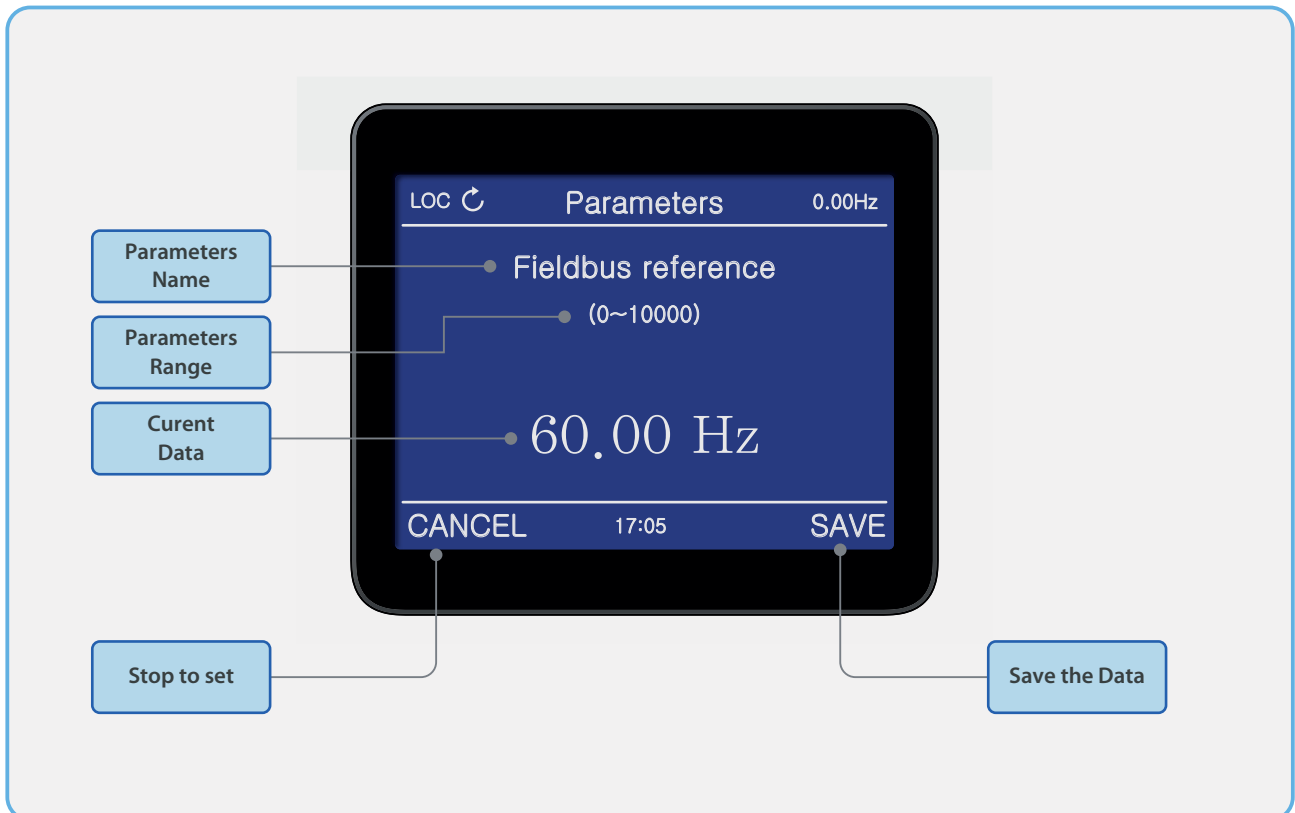 LOC Parameters 0.00Hz
Parameters
Name
Fieldbus reference
(0~10000)
Parameters
Range
Curent
Data
60.00 Hz
CANCEL 17:05 SAVE
Stop to set
Save the Data